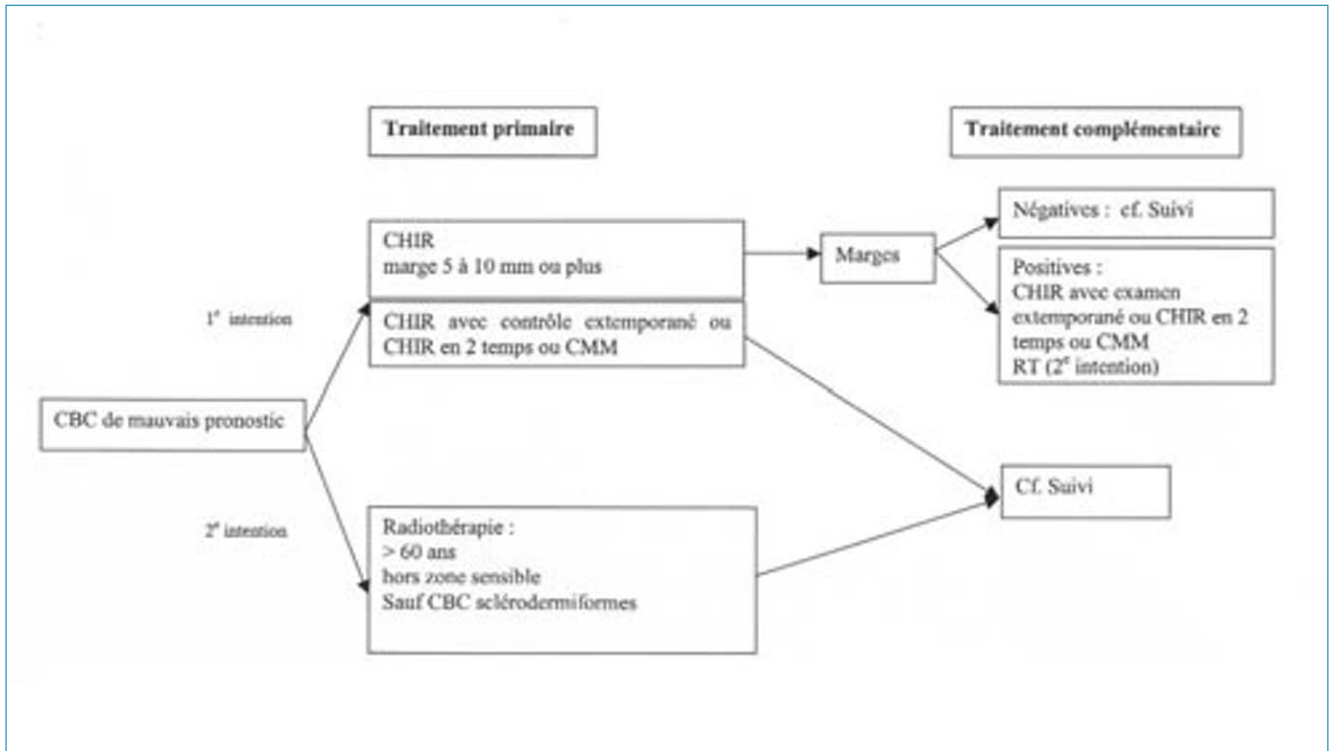 Traitement primaire
Traitement complémentaire
CHIR
marge 5 à 10 mm ou plus
Marges
Négatives : cf. Suivi
Positives :
CHIR avec examen
extemporané ou CHIR en 2
temps ou CMM
RT (2e intention)
1e intention
CHIR avec contrôle extemporané ou
CHIR en 2 temps ou CMM
CBC de mauvais pronostic
Cf. Suivi
2e intention
Radiothérapie :
> 60 ans
hors zone sensible
Sauf CBC sclérodermiformes